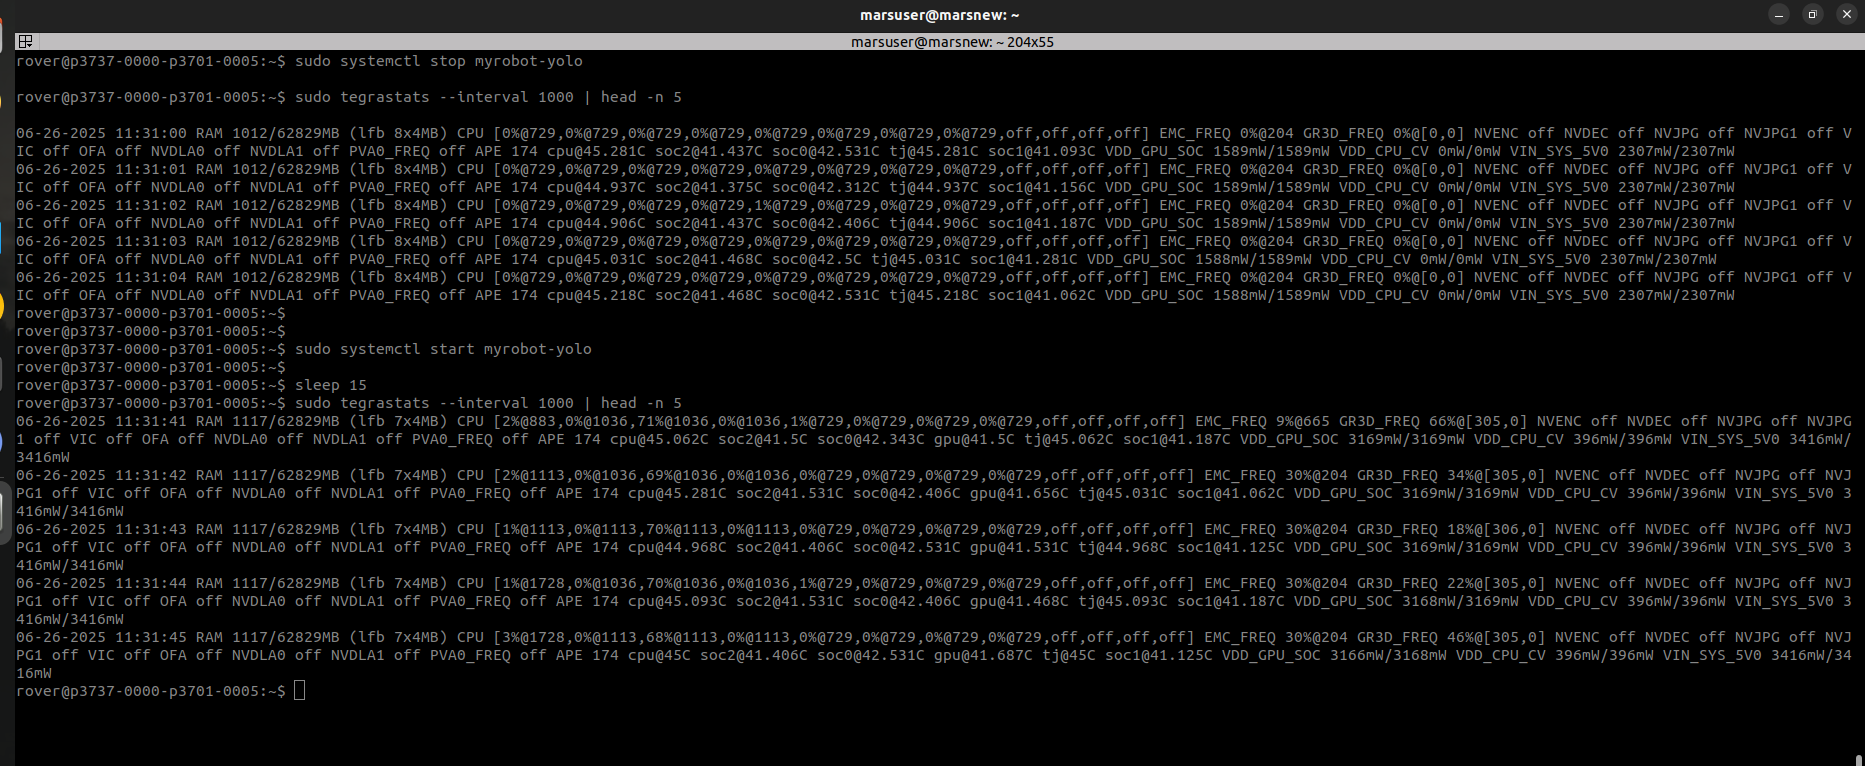 marsuser@marsnew: ~
marsuser@marsnew: ~ 204x55
rover@p3737-0000-p3701-0005:~$ sudo systemctl stop myrobot-yolo
rover@p3737-0000-p3701-0005:~$ sudo tegrastats --interval 1000 | head -n 5
06-26-2025 11:31:00 RAM 1012/62829MB (lfb 8x4MB) CPU [0%@729,0%@729,0%@729,0%@729,0%@729,0%@729,0%@729,0%@729,off,off,off,off] EMC_FREQ 0%@204 GR3D_FREQ 0%@[0,0] NVENC off NVDEC off NVJPG off NVJPG1 off V
IC off OFA off NVDLA0 off NVDLA1 off PVA0_FREQ off APE 174 cpu@45.281C soc2@41.437C soc0@42.531C tj@45.281C soc1@41.093C VDD_GPU_SOC 1589mW/1589mW VDD_CPU_CV 0mW/0mW VIN_SYS_5V0 2307mW/2307mW
06-26-2025 11:31:01 RAM 1012/62829MB (lfb 8x4MB) CPU [0%@729,0%@729,0%@729,0%@729,0%@729,0%@729,0%@729,0%@729,off,off,off,off] EMC_FREQ 0%@204 GR3D_FREQ 0%@[0,0] NVENC off NVDEC off NVJPG off NVJPG1 off V
IC off OFA off NVDLA0 off NVDLA1 off PVA0_FREQ off APE 174 cpu@44.937C soc2@41.375C soc0@42.312C tj@44.937C soc1@41.156C VDD_GPU_SOC 1589mW/1589mW VDD_CPU_CV 0mW/0mW VIN_SYS_5V0 2307mW/2307mW
06-26-2025 11:31:02 RAM 1012/62829MB (lfb 8x4MB) CPU [0%@729,0%@729,0%@729,0%@729,1%@729,0%@729,0%@729,0%@729,off,off,off,off] EMC_FREQ 0%@204 GR3D_FREQ 0%@[0,0] NVENC off NVDEC off NVJPG off NVJPG1 off V
IC off OFA off NVDLA0 off NVDLA1 off PVA0_FREQ off APE 174 cpu@44.906C soc2@41.437C soc0@42.406C tj@44.906C soc1@41.187C VDD_GPU_SOC 1589mW/1589mW VDD_CPU_CV 0mW/0mW VIN_SYS_5V0 2307mW/2307mW
06-26-2025 11:31:03 RAM 1012/62829MB (lfb 8x4MB) CPU [0%@729,0%@729,0%@729,0%@729,0%@729,0%@729,0%@729,0%@729,off,off,off,off] EMC_FREQ 0%@204 GR3D_FREQ 0%@[0,0] NVENC off NVDEC off NVJPG off NVJPG1 off V
IC off OFA off NVDLA0 off NVDLA1 off PVA0_FREQ off APE 174 cpu@45.031C soc2@41.468C soc0@42.5C tj@45.031C soc1@41.281C VDD_GPU_SOC 1588mW/1589mW VDD_CPU_CV 0mW/0mW VIN_SYS_5V0 2307mW/2307mW
06-26-2025 11:31:04 RAM 1012/62829MB (lfb 8x4MB) CPU [0%@729,0%@729,0%@729,0%@729,0%@729,0%@729,0%@729,0%@729,off,off,off,off] EMC_FREQ 0%@204 GR3D_FREQ 0%@[0,0] NVENC off NVDEC off NVJPG off NVJPG1 off V
IC off OFA off NVDLA0 off NVDLA1 off PVA0_FREQ off APE 174 cpu@45.218C soc2@41.468C soc0@42.531C tj@45.218C soc1@41.062C VDD_GPU_SOC 1588mW/1589mW VDD_CPU_CV 0mW/0mW VIN_SYS_5V0 2307mW/2307mW
rover@p3737-0000-p3701-0005:~$
rover@p3737-0000-p3701-0005:~$
rover@p3737-0000-p3701-0005:~$ sudo systemctl start myrobot-yolo
rover@p3737-0000-p3701-0005:~$
rover@p3737-0000-p3701-0005:~$ sleep 15
rover@p3737-0000-p3701-0005:~$ sudo tegrastats --interval 1000 | head -n 5
06-26-2025 11:31:41 RAM 1117/62829MB (lfb 7x4MB) CPU [2%@883,0%@1036,71%@1036,0%@1036,1%@729,0%@729,0%@729,0%@729,off,off,off,off] EMC_FREQ 9%@665 GR3D_FREQ 66%@[305,0] NVENC off NVDEC off NVJPG off NVJPG
1 off VIC off OFA off NVDLA0 off NVDLA1 off PVA0_FREQ off APE 174 cpu@45.062C soc2@41.5C soc0@42.343C gpu@41.5C tj@45.062C soc1@41.187C VDD_GPU_SOC 3169mW/3169mW VDD_CPU_CV 396mW/396mW VIN_SYS_5V0 3416mW/
3416mW
06-26-2025 11:31:42 RAM 1117/62829MB (lfb 7x4MB) CPU [2%@1113,0%@1036,69%@1036,0%@1036,0%@729,0%@729,0%@729,0%@729,off,off,off,off] EMC_FREQ 30%@204 GR3D_FREQ 34%@[305,0] NVENC off NVDEC off NVJPG off NVJ
PG1 off VIC off OFA off NVDLA0 off NVDLA1 off PVA0_FREQ off APE 174 cpu@45.281C soc2@41.531C soc0@42.406C gpu@41.656C tj@45.031C soc1@41.062C VDD_GPU_SOC 3169mW/3169mW VDD_CPU_CV 396mW/396mW VIN_SYS_5V0 3
416mW/3416mW
06-26-2025 11:31:43 RAM 1117/62829MB (lfb 7x4MB) CPU [1%@1113,0%@1113,70%@1113,0%@1113,0%@729,0%@729,0%@729,0%@729,off,off,off,off] EMC_FREQ 30%@204 GR3D_FREQ 18%@[306,0] NVENC off NVDEC off NVJPG off NVJ
PG1 off VIC off OFA off NVDLA0 off NVDLA1 off PVA0_FREQ off APE 174 cpu@44.968C soc2@41.406C soc0@42.531C gpu@41.531C tj@44.968C soc1@41.125C VDD_GPU_SOC 3169mW/3169mW VDD_CPU_CV 396mW/396mW VIN_SYS_5V0 3
416mW/3416mW
06-26-2025 11:31:44 RAM 1117/62829MB (lfb 7x4MB) CPU [1%@1728,0%@1036,70%@1036,0%@1036,1%@729,0%@729,0%@729,0%@729,off,off,off,off] EMC_FREQ 30%@204 GR3D_FREQ 22%@[305,0] NVENC off NVDEC off NVJPG off NVJ
PG1 off VIC off OFA off NVDLA0 off NVDLA1 off PVA0_FREQ off APE 174 cpu@45.093C soc2@41.531C soc0@42.406C gpu@41.468C tj@45.093C soc1@41.187C VDD_GPU_SOC 3168mW/3169mW VDD_CPU_CV 396mW/396mW VIN_SYS_5V0 3
416mW/3416mW
06-26-2025 11:31:45 RAM 1117/62829MB (lfb 7x4MB) CPU [3%@1728,0%@1113,68%@1113,0%@1113,0%@729,0%@729,0%@729,0%@729,off,off,off,off] EMC_FREQ 30%@204 GR3D_FREQ 46%@[305,0] NVENC off NVDEC off NVJPG off NVJ
PG1 off VIC off OFA off NVDLA0 off NVDLA1 off PVA0_FREQ off APE 174 cpu@45C soc2@41.406C soc0@42.531C gpu@41.687C tj@45C soc1@41.125C VDD_GPU_SOC 3166mW/3168mW VDD_CPU_CV 396mW/396mW VIN_SYS_5V0 3416mW/34
16mW
rover@p3737-0000-p3701-0005:~$